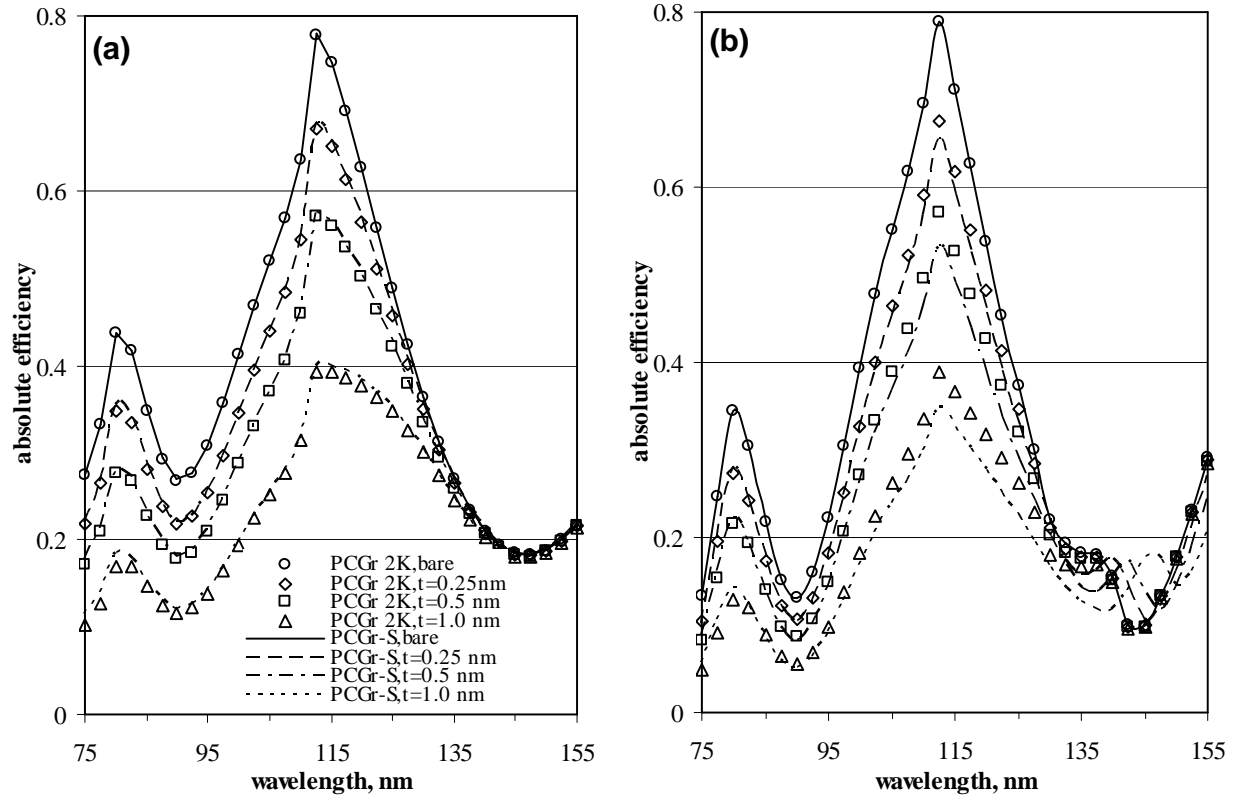 (a)
0.8
0.6
0.4
0.2
0
absolute efficiency
75
95
115
135
155
wavelength, nm
PCGr 2K,bare
PCGr 2K,t=0.25nm
PCGr 2K,t=0.5 nm
PCGr 2K,t=1.0 nm
PCGr-S,bare
PCGr-S,t=0.25 nm
PCGr-S,t=0.5 nm
PCGr-S,t=1.0 nm
(b)
0.8
0.6
0.4
0.2
0
absolute efficiency
75
95
115
135
155
wavelength, nm